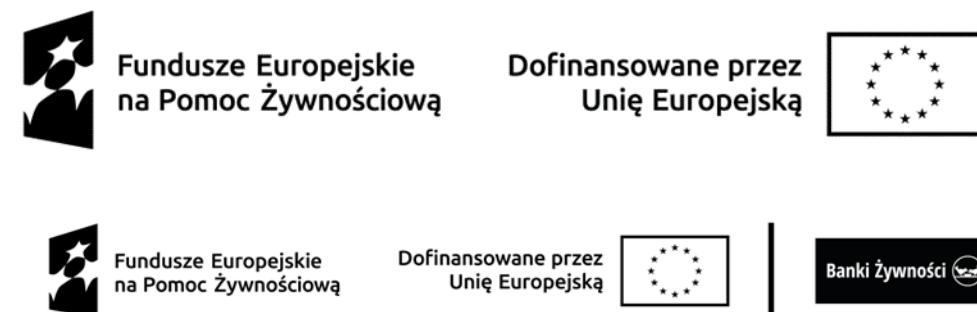 Fundusze Europejskie
na Pomoc Żywnościową
Dofinansowane przez
Unię Europejską
Fundusze Europejskie
na Pomoc Żywnościową
Dofinansowane przez
Unię Europejską
Banki Żywności